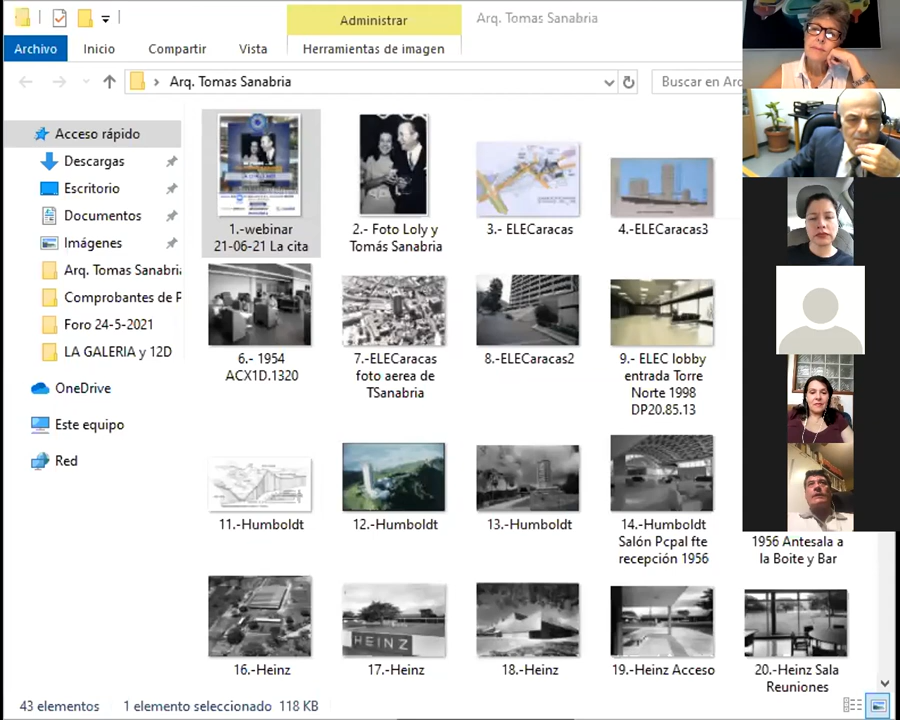 Administrar
Arq. Tomas Sanabria
Archivo
Inicio
Compartir
Vista
Herramientas de imagen
Arq. Tomas Sanabria
Buscar en Arq
Acceso rápido
Descargas
Escritorio
Documentos
Imágenes
Arq. Tomas Sanabria
Comprobantes de P
Foro 24-5-2021
LA GALERIA y 12D
OneDrive
Este equipo
Red
1.-webinar
21-06-21 La cita
2.- Foto Loly y
Tomás Sanabria
3.- ELECaracas
4.-ELECaracas3
6.- 1954
ACX1D.1320
7.-ELECaracas
foto aerea de
TSanabria
8.-ELECaracas2
9.- ELEC lobby
entrada Torre
Norte 1998
DP20.85.13
11.-Humboldt
12.-Humboldt
13.-Humboldt
14.-Humboldt
Salón Pcpal fte
recepción 1956
1956 Antesala a
la Boite y Bar
HEINZ
16.-Heinz
17.-Heinz
18.-Heinz
19.-Heinz Acceso
20.-Heinz Sala
Reuniones
43 elementos
1 elemento seleccionado 118 KB